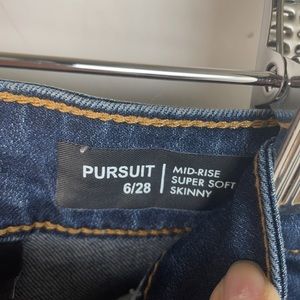 PURSUIT
6/28
MID-RISE
SUPER SOFT
SKINNY